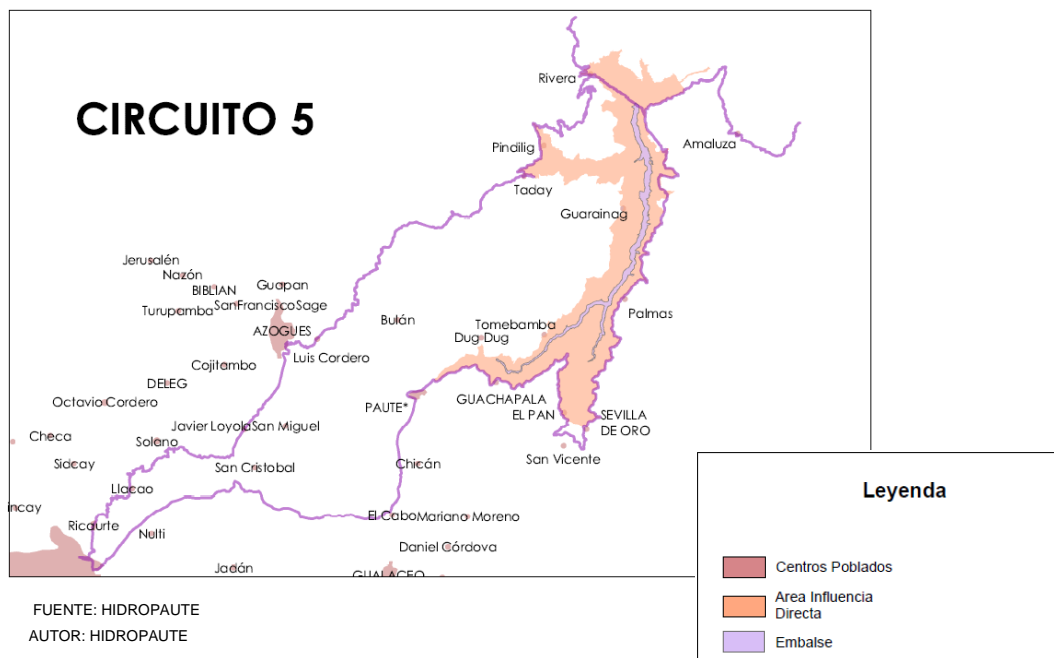 CIRCUITO 5
Rivera
Amaluza
Pindilig
Taday
Guarainag
Jerusalén
Nazón
BIBLIAN
Guapan
Turupamba
SanFranciscoSage
Bulán
Palmas
AZOGUES
Tomebamba
Dug Dug
Luis Cordero
Cojitambo
DELEG
GUACHAPALA
Octavio Cordero
PAUTE*
EL PAN
SEVILLA
DE ORO
Javier Loyola
San Miguel
Checa
Solano
San Vicente
Sidcay
San Cristobal
Chicán
Llacao
incay
El Cabo
Mariano Moreno
Ricaurte
Nulti
Daniel Córdova
Jadán
GUALACEO
Leyenda
Centros Poblados
Area Influencia
Directa
Embalse
FUENTE: HIDROPAUTE
AUTOR: HIDROPAUTE